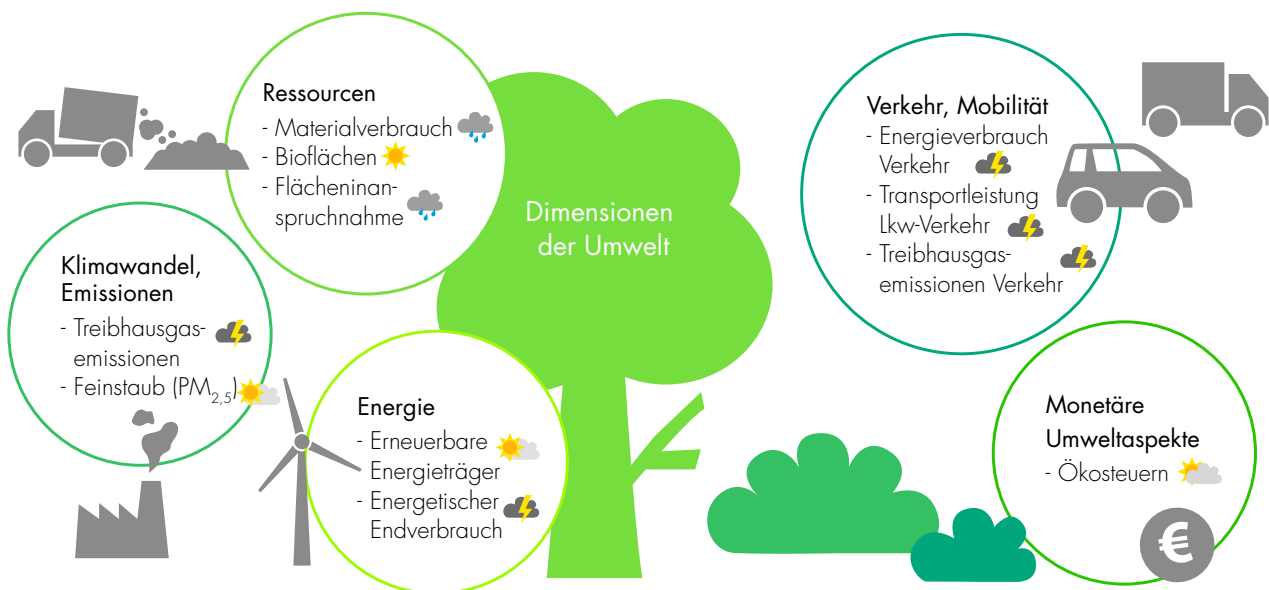 Ressourcen
- Materialverbrauch
- Bioflächen
- Flächeninan-
spruchnahme
Dimensionen
der Umwelt
Verkehr, Mobilität
- Energieverbrauch
Verkehr
- Transportleistung
Lkw-Verkehr
- Treibhausgas-
emissionen Verkehr
Klimawandel,
Emissionen
- Treibhausgas-
emissionen
- Feinstaub (PM2,5)
Energie
- Erneuerbare
- Energieträger
- Energetischer
Endverbrauch
Monetäre
Umweltaspekte
- Ökosteuern
€